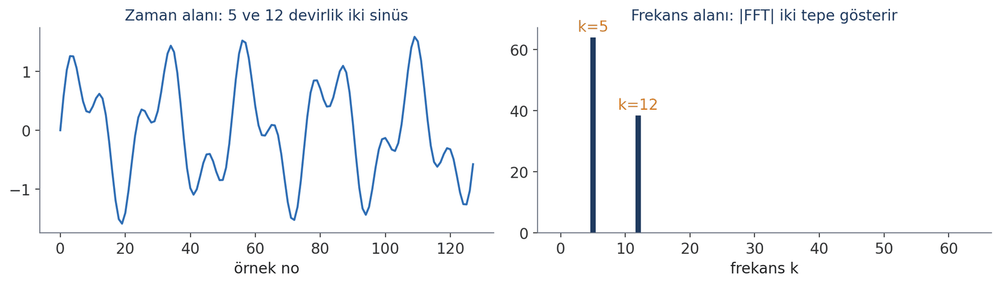 Zaman alanı: 5 ve 12 devirlik iki sinüs
1
0
−1
0 20 40 60 80 100 120
örnek no
Frekans alanı: |FFT| iki tepe gösterir
k=5
k=12
60
40
20
0
0 10 20 30 40 50 60
frekans k